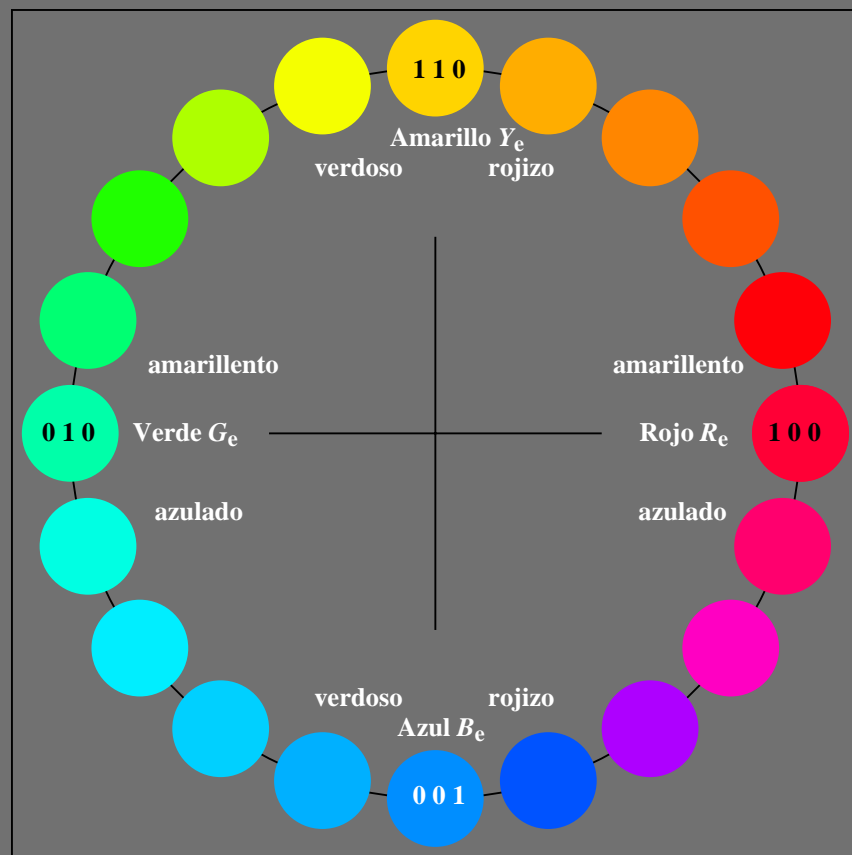 1 1 0
Amarillo Ye
verdoso rojizo
amarillento amarillento
0 1 0 Verde Ge Rojo Re 1 0 0
azulado azulado
verdoso rojizo
Azul Be
0 0 1